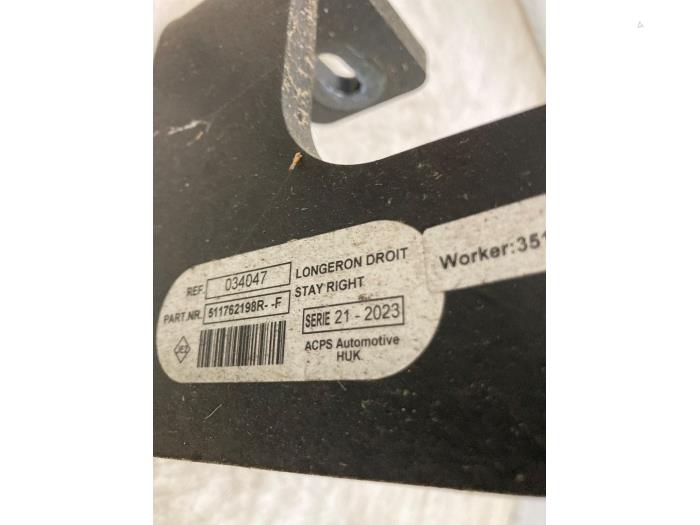 REF. 034047
LONGERON DROIT
PART.NR. 511762198R- -F
STAY RIGHT
SERIE 21 - 2023
ACPS Automotive
HUK
Worker:351